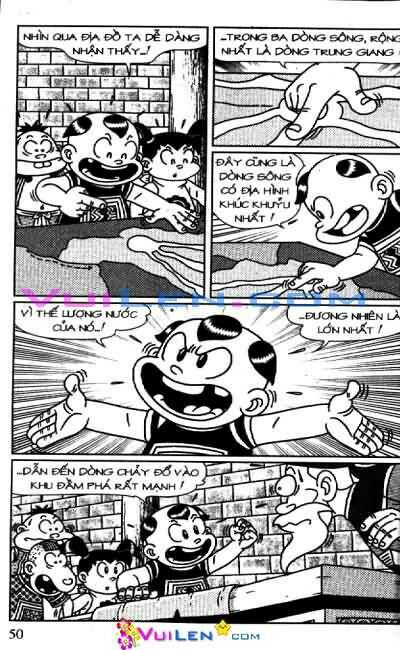 NHÌN QUA ĐỊA ĐỒ TA DỄ DÀNG
NHẬN THẤY...!
...TRONG BA DÒNG SÔNG, RỘNG
NHẤT LÀ DÒNG TRUNG GIANG !
ĐÂY CŨNG LÀ
DÒNG SÔNG
CÓ ĐỊA HÌNH
KHÚC KHUỶU
NHẤT !
VUILEN.COM
VÌ THẾ LƯỢNG NƯỚC
CỦA NÓ...!
...ĐƯƠNG NHIÊN LÀ
LỚN NHẤT !
...DẪN ĐẾN DÒNG CHẢY ĐỔ VÀO
KHU ĐẦM PHÁ RẤT MẠNH !
50
VUILEN.COM